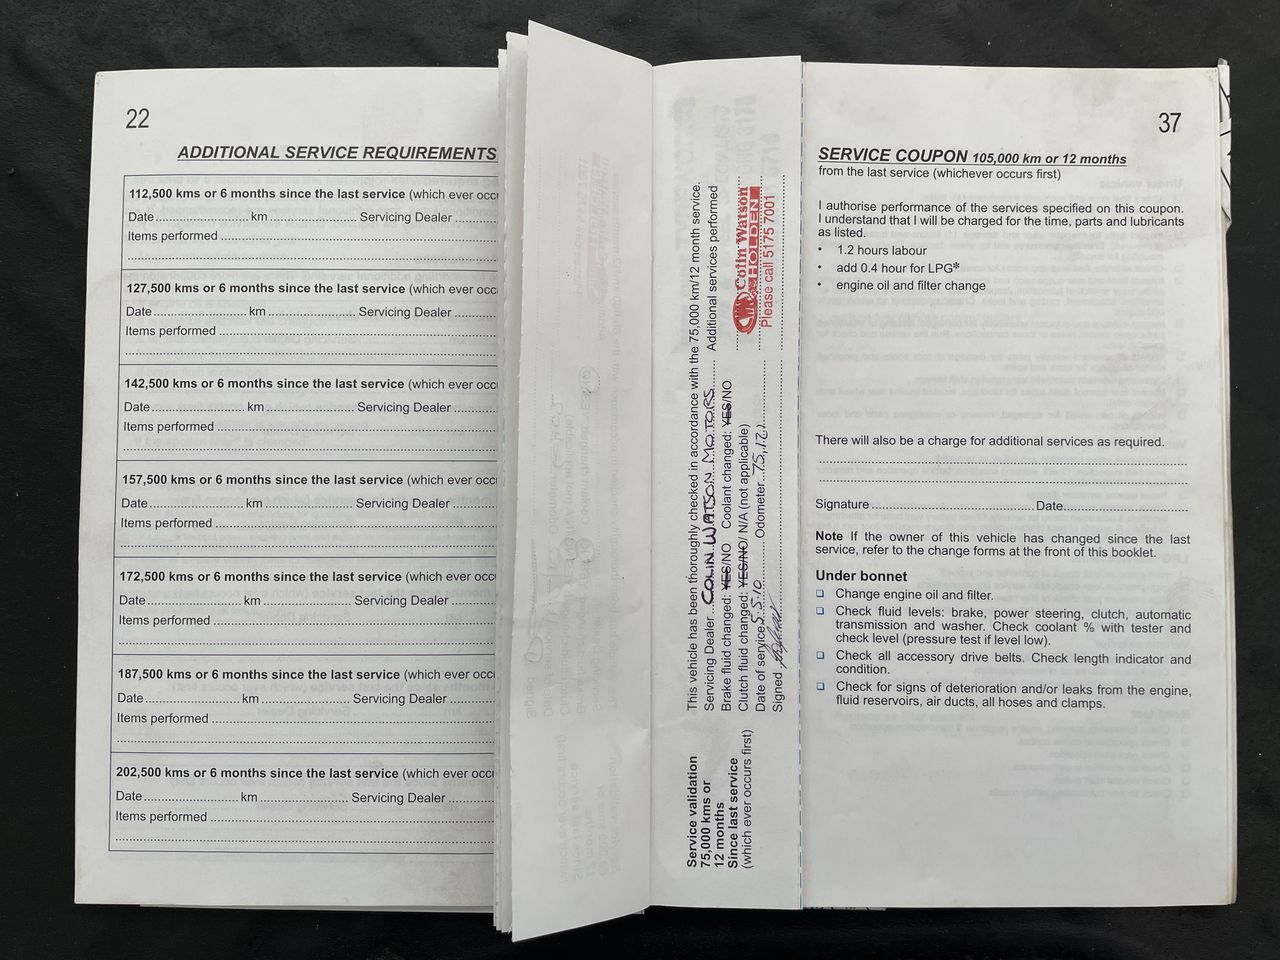 22
ADDITIONAL SERVICE REQUIREMENTS
112,500 kms or 6 months since the last service (which ever occ
Date.............................. km .......................... Servicing Dealer ............
Items performed ....................................................................................
....................................................................................
127,500 kms or 6 months since the last service (which ever occ
Date.............................. km .......................... Servicing Dealer ............
Items performed ....................................................................................
....................................................................................
142,500 kms or 6 months since the last service (which ever occ
Date.............................. km .......................... Servicing Dealer ............
Items performed ....................................................................................
....................................................................................
157,500 kms or 6 months since the last service (which ever occ
Date.............................. km .......................... Servicing Dealer ............
Items performed ....................................................................................
....................................................................................
172,500 kms or 6 months since the last service (which ever occ
Date.............................. km .......................... Servicing Dealer ............
Items performed ....................................................................................
....................................................................................
187,500 kms or 6 months since the last service (which ever occ
Date.............................. km .......................... Servicing Dealer ............
Items performed ....................................................................................
....................................................................................
202,500 kms or 6 months since the last service (which ever occ
Date.............................. km .......................... Servicing Dealer ............
Items performed ....................................................................................
....................................................................................
Service validation
75,000 kms or
12 months
Since last service
(which ever occurs first)
This vehicle has been thoroughly checked in accordance with the 75,000 km/12 month service.
Servicing Dealer COLIN WATSON MOTORS Additional services performed
Brake fluid changed: YES/NO Coolant changed: YES/NO
Clutch fluid changed: YES/NO/ N/A (not applicable)
Date of service 5.5.10 Odometer 75,121
Signed
Colin Watson
HOLDEN
Please call 5175 7001
37
SERVICE COUPON 105,000 km or 12 months
from the last service (whichever occurs first)
I authorise performance of the services specified on this coupon.
I understand that I will be charged for the time, parts and lubricants
as listed.
• 1.2 hours labour
• add 0.4 hour for LPG*
• engine oil and filter change
There will also be a charge for additional services as required.
Signature.................................................. Date......................................
Note If the owner of this vehicle has changed since the last
service, refer to the change forms at the front of this booklet.
Under bonnet
❑ Change engine oil and filter.
❑ Check fluid levels: brake, power steering, clutch, automatic
transmission and washer. Check coolant % with tester and
check level (pressure test if level low).
❑ Check all accessory drive belts. Check length indicator and
condition.
❑ Check for signs of deterioration and/or leaks from the engine,
fluid reservoirs, air ducts, all hoses and clamps.